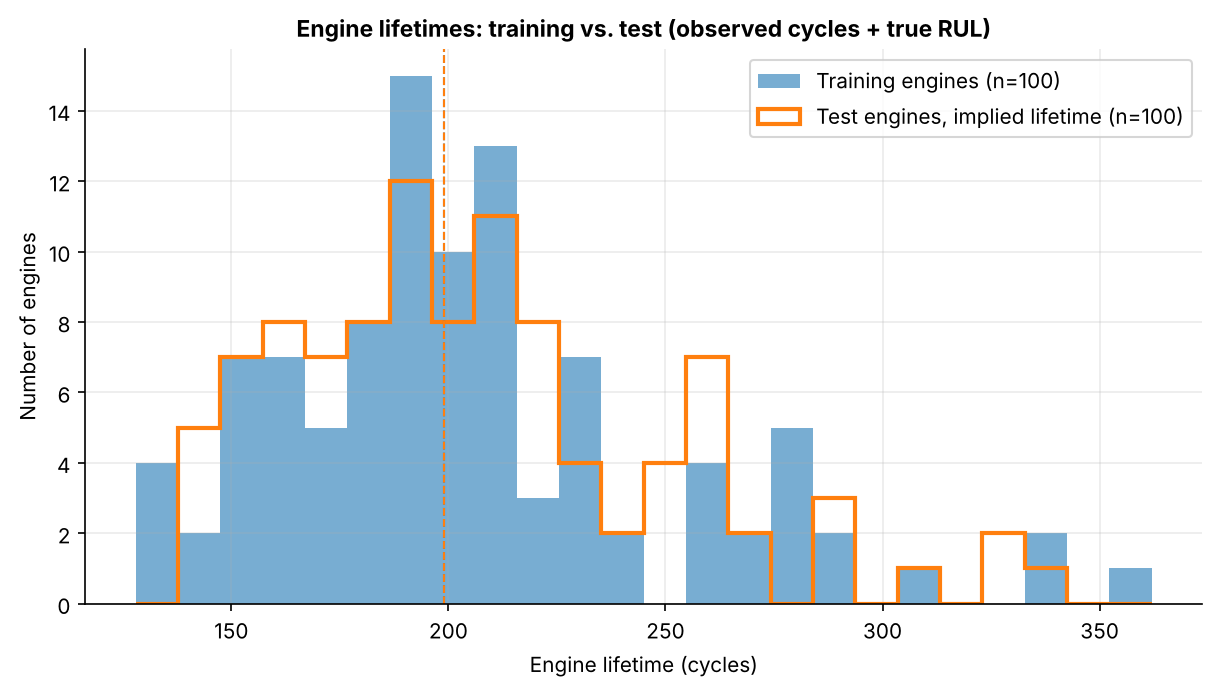 Engine lifetimes: training vs. test (observed cycles + true RUL)
Training engines (n=100)
Test engines, implied lifetime (n=100)
Number of engines
14
12
10
8
6
4
2
0
150
200
250
300
350
Engine lifetime (cycles)